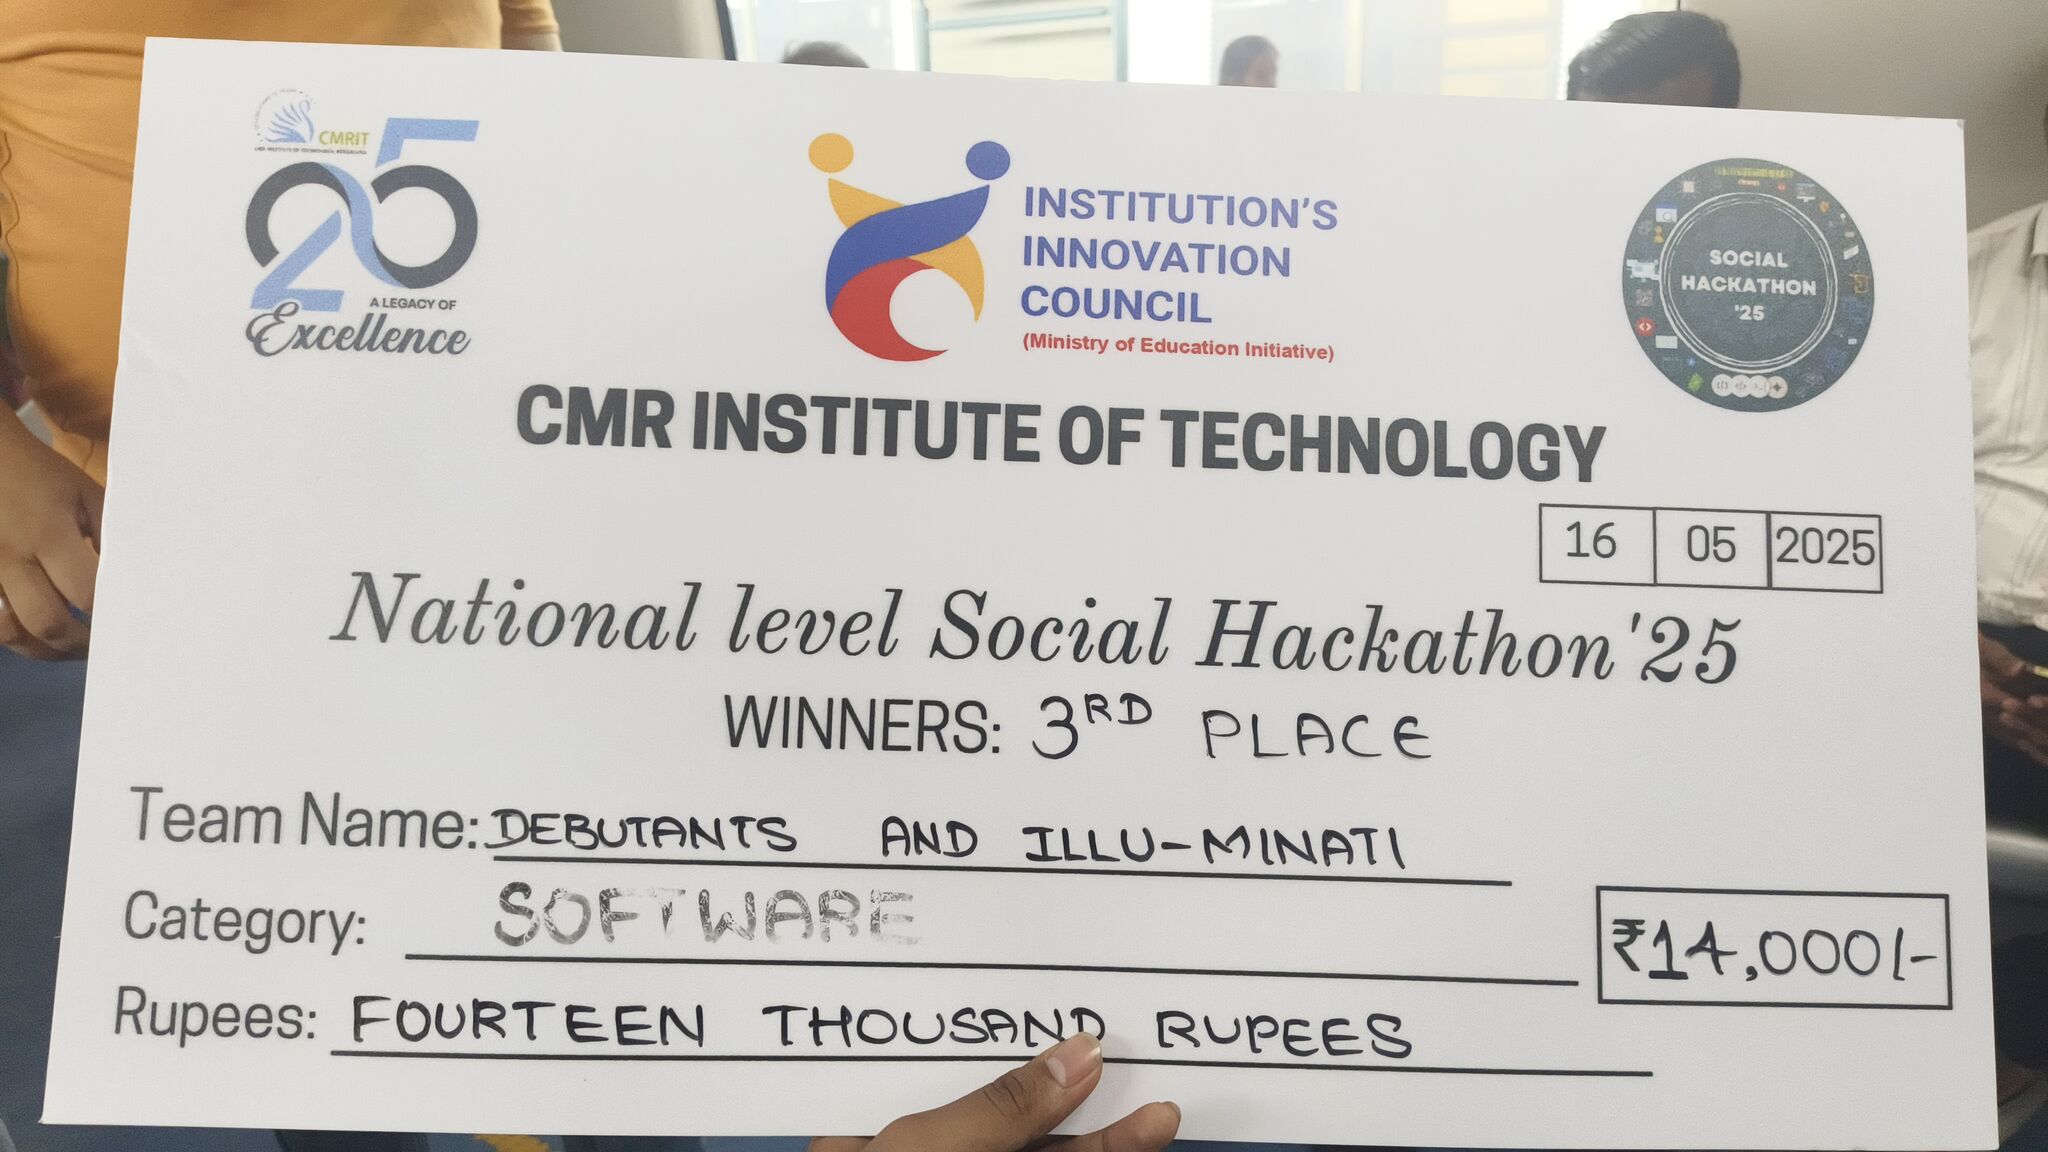 CMRIT
25
A LEGACY OF
Excellence
INSTITUTION'S
INNOVATION
COUNCIL
(Ministry of Education Initiative)
SOCIAL
HACKATHON
'25
CMR INSTITUTE OF TECHNOLOGY
16 05 2025
National level Social Hackathon '25
WINNERS: 3RD PLACE
Team Name: DEBUTANTS AND ILLU-MINATI
Category: SOFTWARE
₹14,000/-
Rupees: FOURTEEN THOUSAND RUPEES